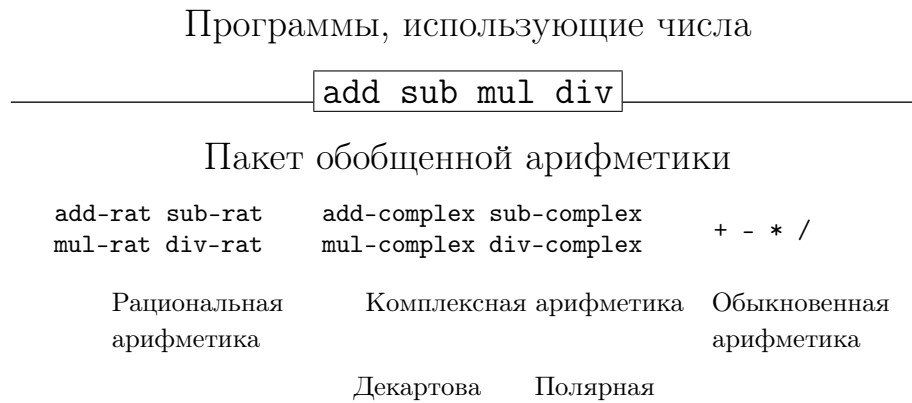 Программы, использующие числа
add sub mul div
Пакет обобщенной арифметики
add-rat sub-rat
mul-rat div-rat
add-complex sub-complex
mul-complex div-complex
+ - * /
Рациональная
арифметика
Комплексная арифметика
Обыкновенная
арифметика
Декартова
Полярная